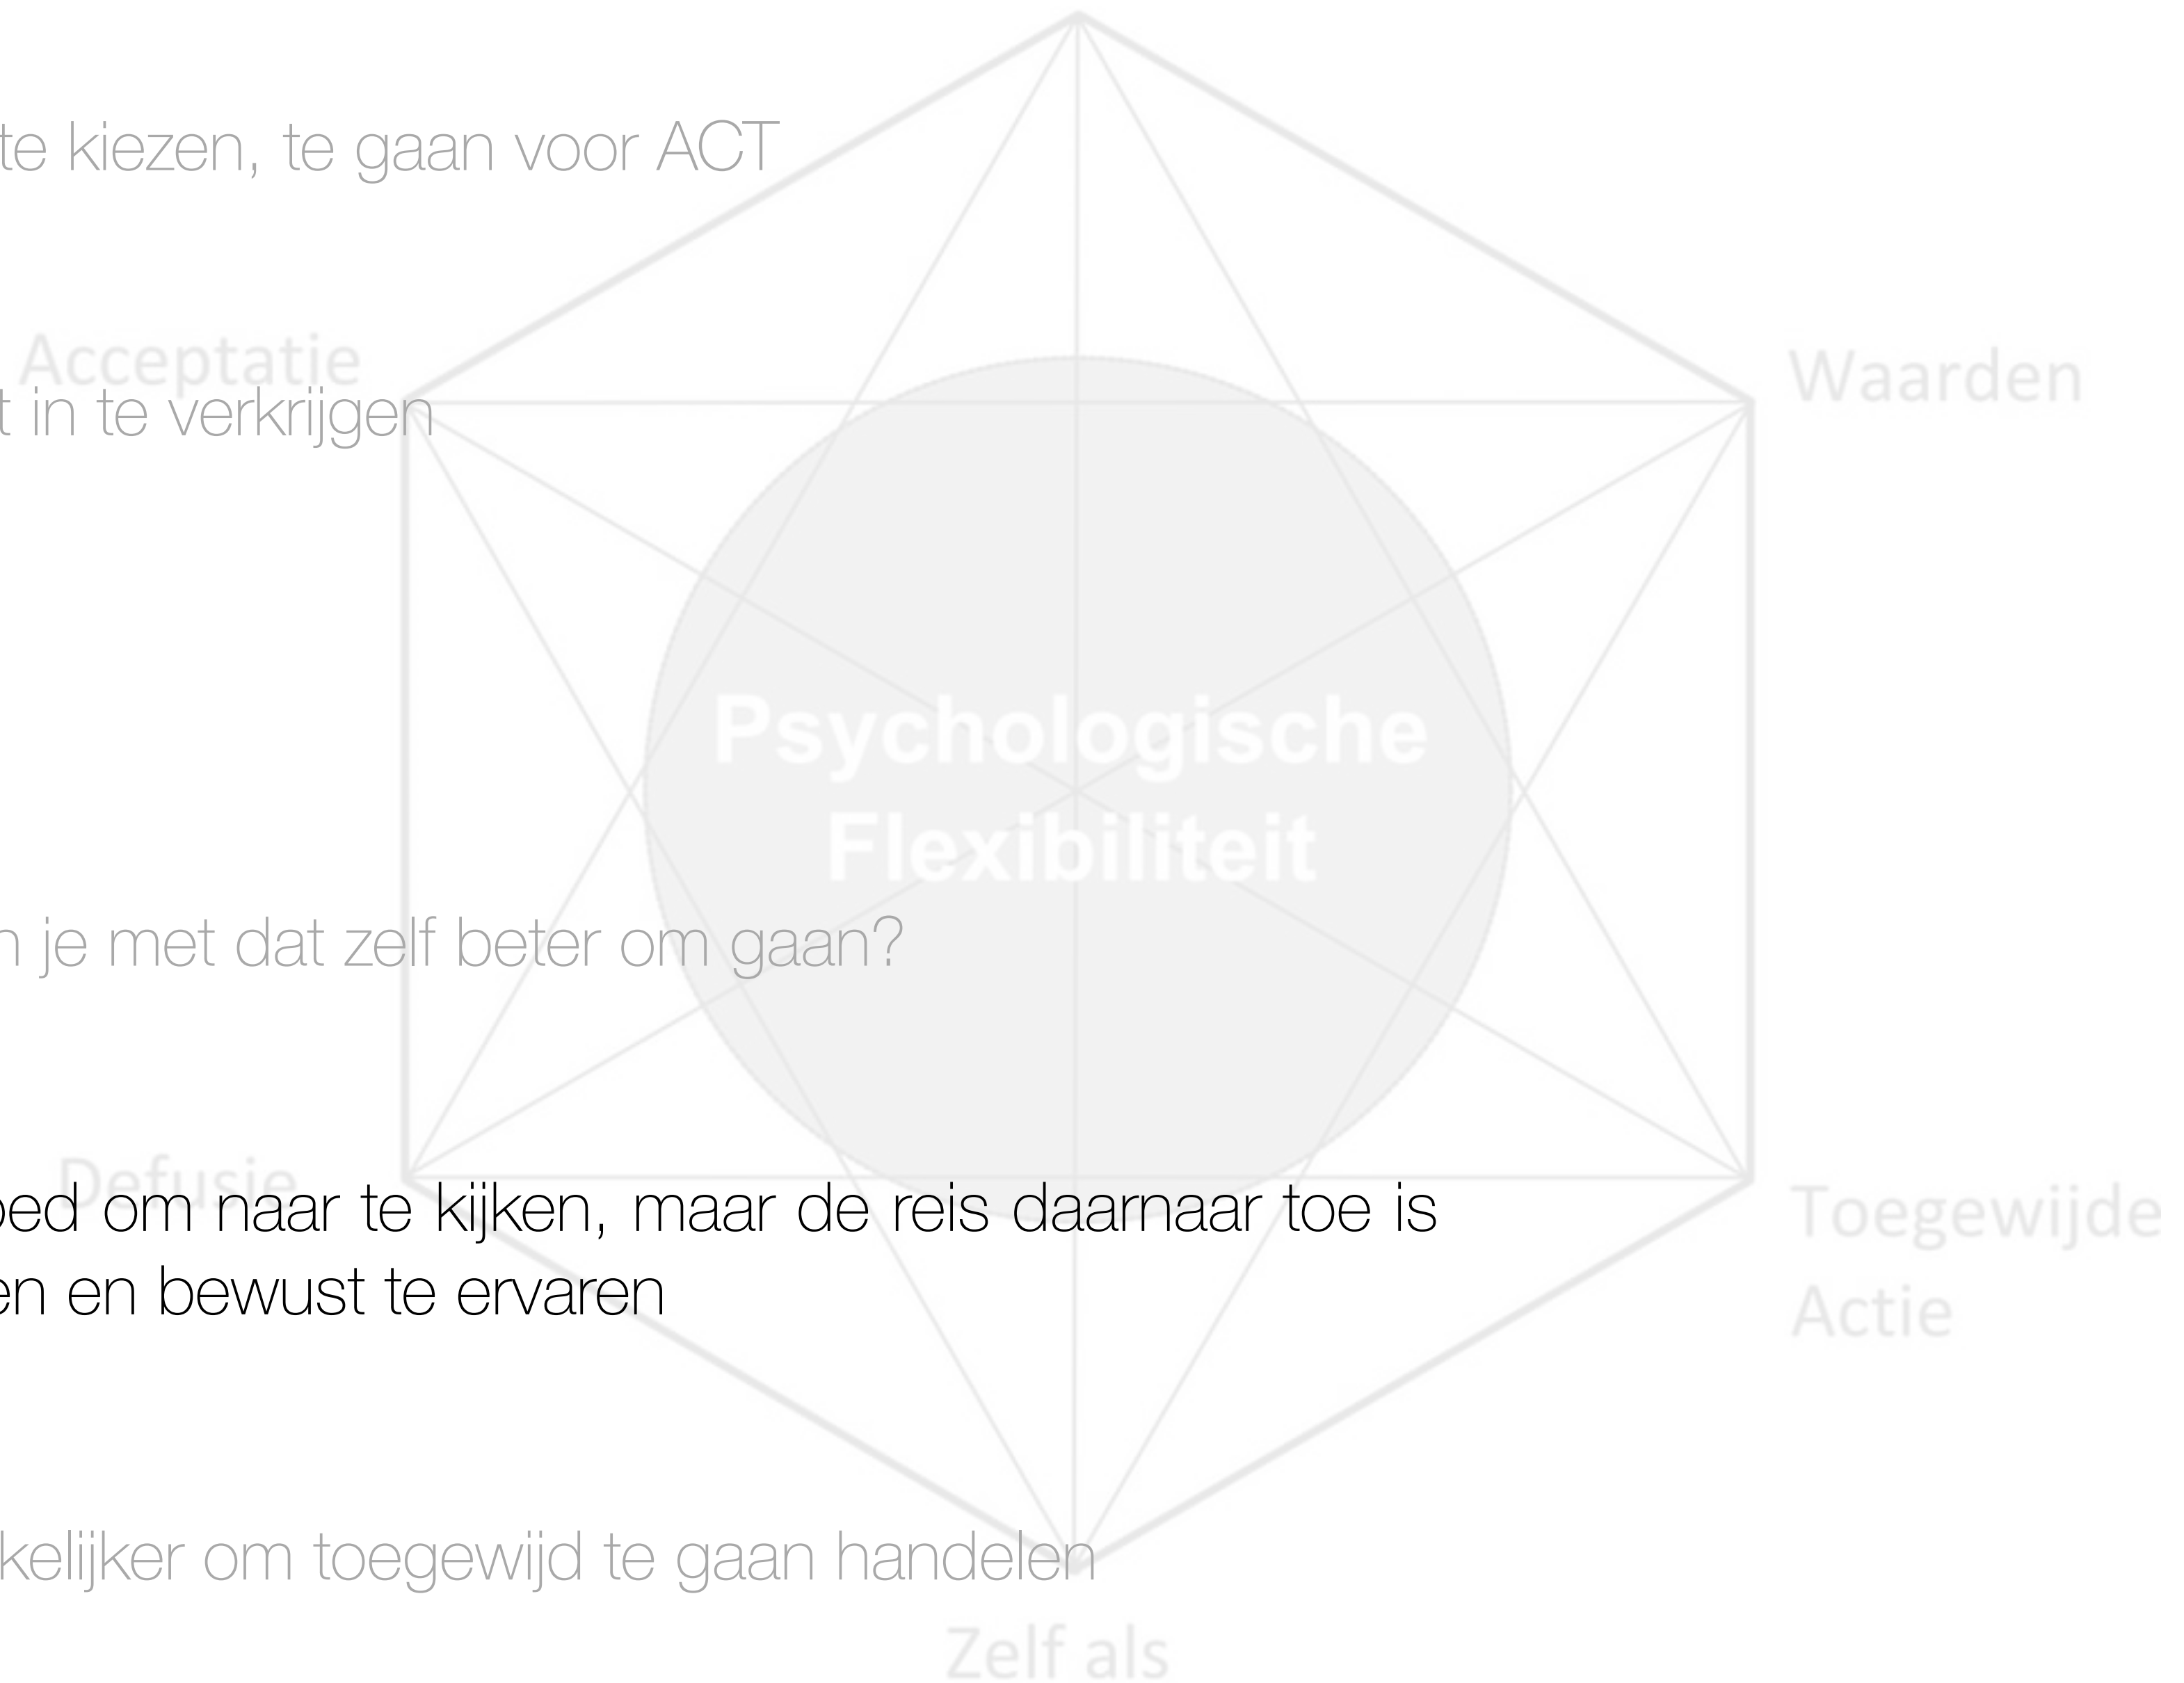 te kiezen, te gaan voor ACT
Acceptatie
Waarden
t in te verkrijgen
Psychologische
Flexibiliteit
n je met dat zelf beter om gaan?
Defusie
oed om naar te kijken, maar de reis daarnaar toe is
Toegewijde
en en bewust te ervaren
Actie
kelijker om toegewijd te gaan handelen
Zelf als